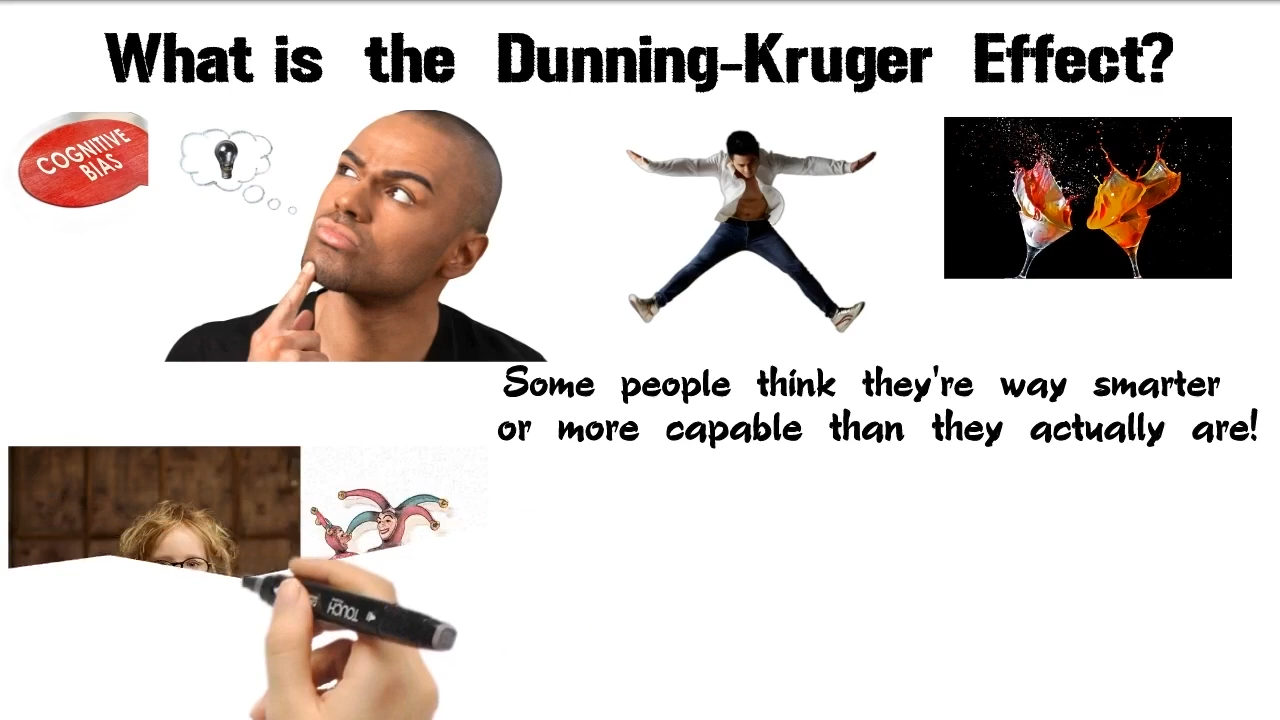 What is the Dunning-Kruger Effect?
COGNITIVE
BIAS
Some people think they're way smarter
or more capable than they actually are!
TOUCH